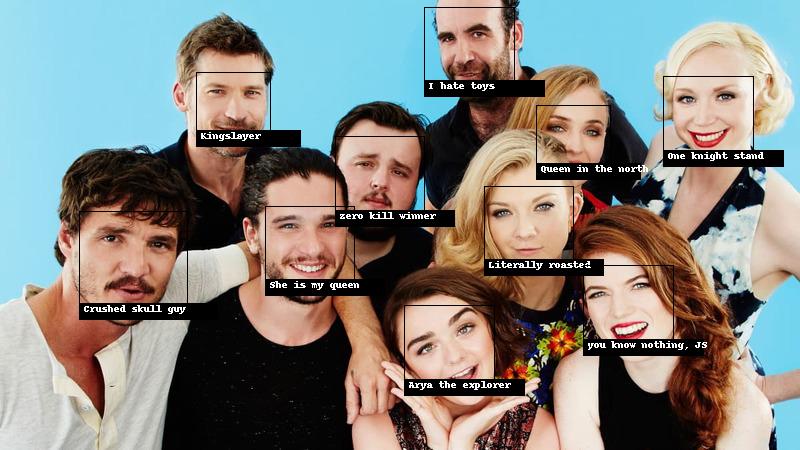 I hate toys
Kingslayer
One knight stand
Queen in the north
zero kill winner
Literally roasted
She is my queen
Crushed skull guy
you know nothing, JS
Arya the explorer